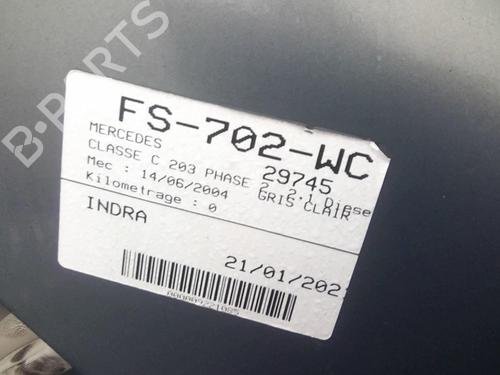 B-PARTS
FS-702-WC
MERCEDES 29745
CLASSE C 203 PHASE 2 2.1 Diese
Mec : 14/06/2004 GRIS CLAIR
Kilometrage : 0
INDRA
21/01/202